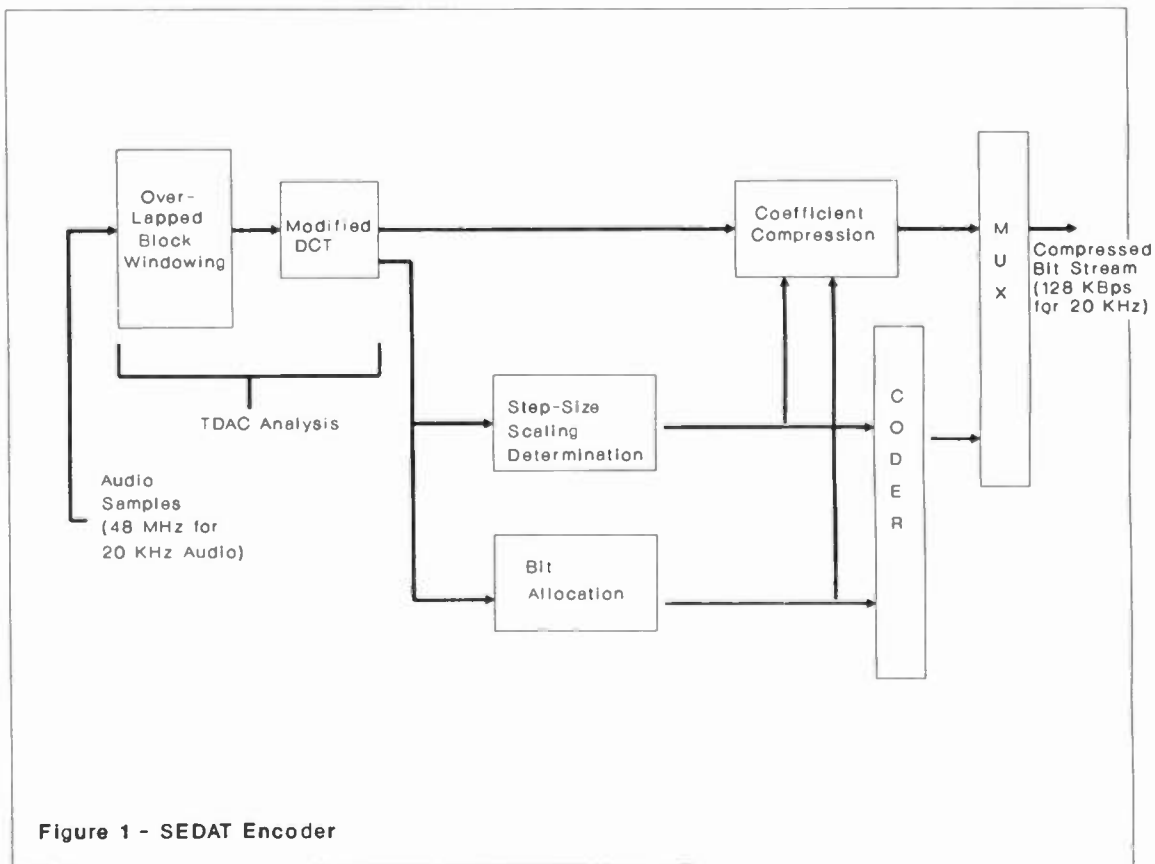 Over-
Lapped
Block
Windowing
Modified
DCT
Coefficient
Compression
M
U
X
Compressed
Bit Stream
(128 KBps
for 20 KHz)
TDAC Analysis
Step-Size
Scaling
Determination
C
O
D
E
R
Audio
Samples
(48 MHz for
20 KHz Audio)
Bit
Allocation
Figure 1 - SEDAT Encoder